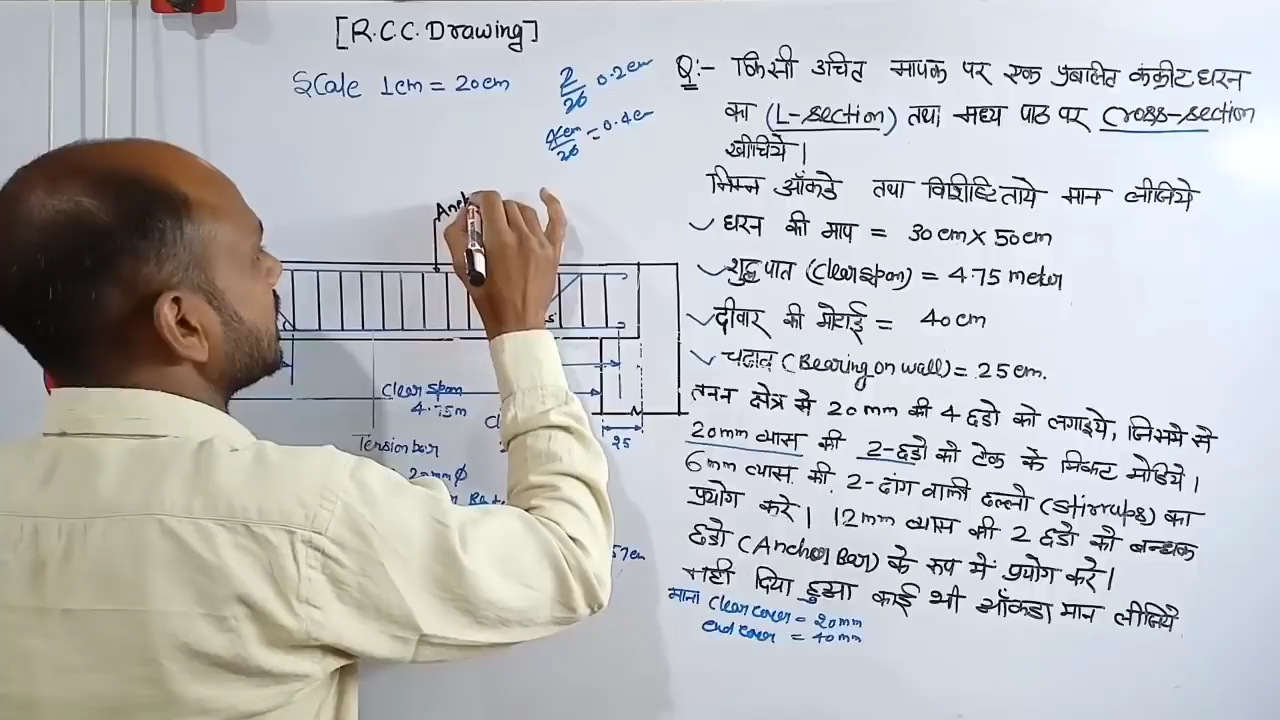 [R.C.C. Drawing]
Scale 1cm = 20cm
2/20 0.2cm
/20 = 0.4cm
Q:- किसी उचित मापक पर एक प्रबलित कंक्रीट धरन
का (L-section) तथा मध्य पाट पर Cross-section
खीचिये |
निम्न आँकडे तथा विशिष्टिताये मान लीजिये
✓ धरन की माप = 30cm x 50cm
✓ शुद्ध पात (Clear span) = 4.75 meter
✓ दीवार की मोटाई = 40cm
✓ चढाव (Bearing on wall) = 25cm.
तनन क्षेत्र मे 20mm की 4 छडो को लगाइये, जिसमे से
20mm व्यास की 2-छडो को टेक के निकट मोडिये |
6mm व्यास की 2-टांग वाली छल्लो (stirrups) का
प्रयोग करे | 12mm व्यास की 2 छडो को बन्धक
छडो (Anchor Bar) के रूप में प्रयोग करे |
नही दिया हुआ कोई भी आँकडा मान लीजिये
माना Clear cover = 20mm
end cover = 40mm
Anch
Clear span
4.75m
25
Tension bar
20mmΦ